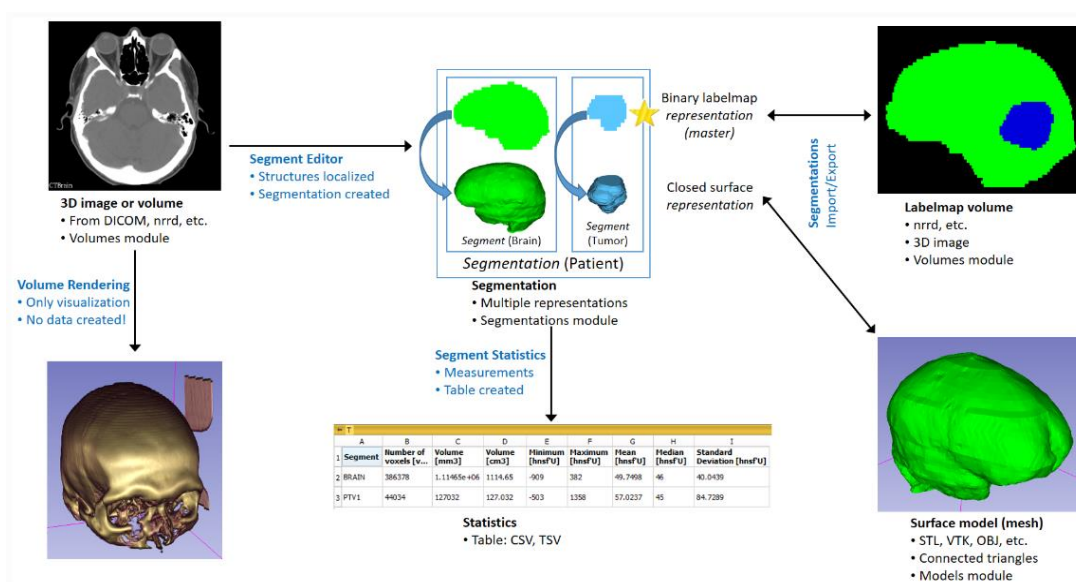 CTBrain
3D image or volume
• From DICOM, nrrd, etc.
• Volumes module
Volume Rendering
• Only visualization
• No data created!
Segment Editor
• Structures localized
• Segmentation created
Segment (Brain)
Segment
(Tumor)
Segmentation (Patient)
Segmentation
• Multiple representations
• Segmentations module
Binary labelmap
representation
(master)
Closed surface
representation
Segmentations
Import/Export
Labelmap volume
• nrrd, etc.
• 3D image
• Volumes module
Segment Statistics
• Measurements
• Table created
T
A B C D E F G H I
1 Segment Number of voxels [v... Volume [mm3] Volume [cm3] Minimum [hnsf'U] Maximum [hnsf'U] Mean [hnsf'U] Median [hnsf'U] Standard Deviation [hnsf'U]
2 BRAIN 386378 1.11465e+06 1114.65 -909 382 49.7498 46 40.0439
3 PTV1 44034 127032 127.032 -503 1358 57.0237 45 84.7289
Statistics
• Table: CSV, TSV
Surface model (mesh)
• STL, VTK, OBJ, etc.
• Connected triangles
• Models module